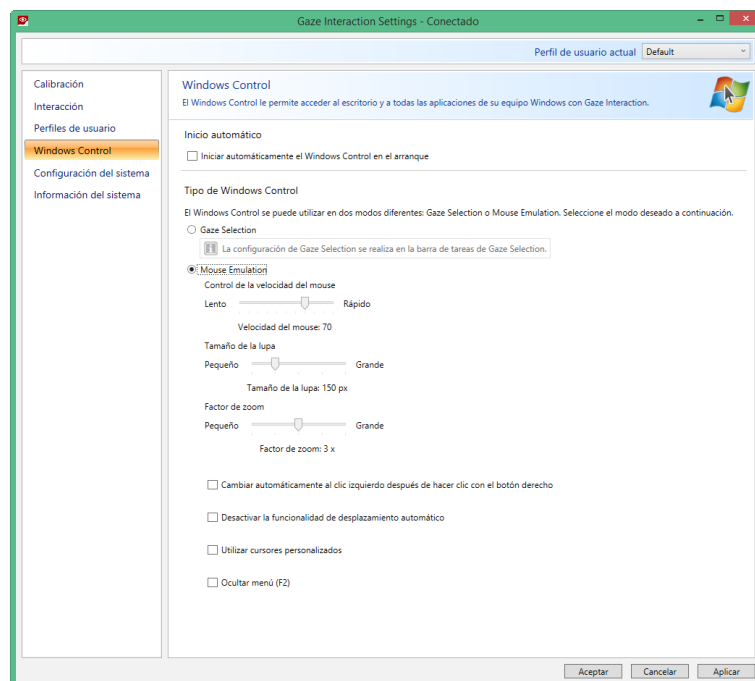 Gaze Interaction Settings - Conectado
Perfil de usuario actual Default
Calibración
Interacción
Perfiles de usuario
Windows Control
Configuración del sistema
Información del sistema
Windows Control
El Windows Control le permite acceder al escritorio y a todas las aplicaciones de su equipo Windows con Gaze Interaction.
Inicio automático
Iniciar automáticamente el Windows Control en el arranque
Tipo de Windows Control
El Windows Control se puede utilizar en dos modos diferentes: Gaze Selection o Mouse Emulation. Seleccione el modo deseado a continuación.
Gaze Selection
La configuración de Gaze Selection se realiza en la barra de tareas de Gaze Selection.
Mouse Emulation
Control de la velocidad del mouse
Lento Rápido
Velocidad del mouse: 70
Tamaño de la lupa
Pequeño Grande
Tamaño de la lupa: 150 px
Factor de zoom
Pequeño Grande
Factor de zoom: 3 x
Cambiar automáticamente al clic izquierdo después de hacer clic con el botón derecho
Desactivar la funcionalidad de desplazamiento automático
Utilizar cursores personalizados
Ocultar menú (F2)
Aceptar Cancelar Aplicar